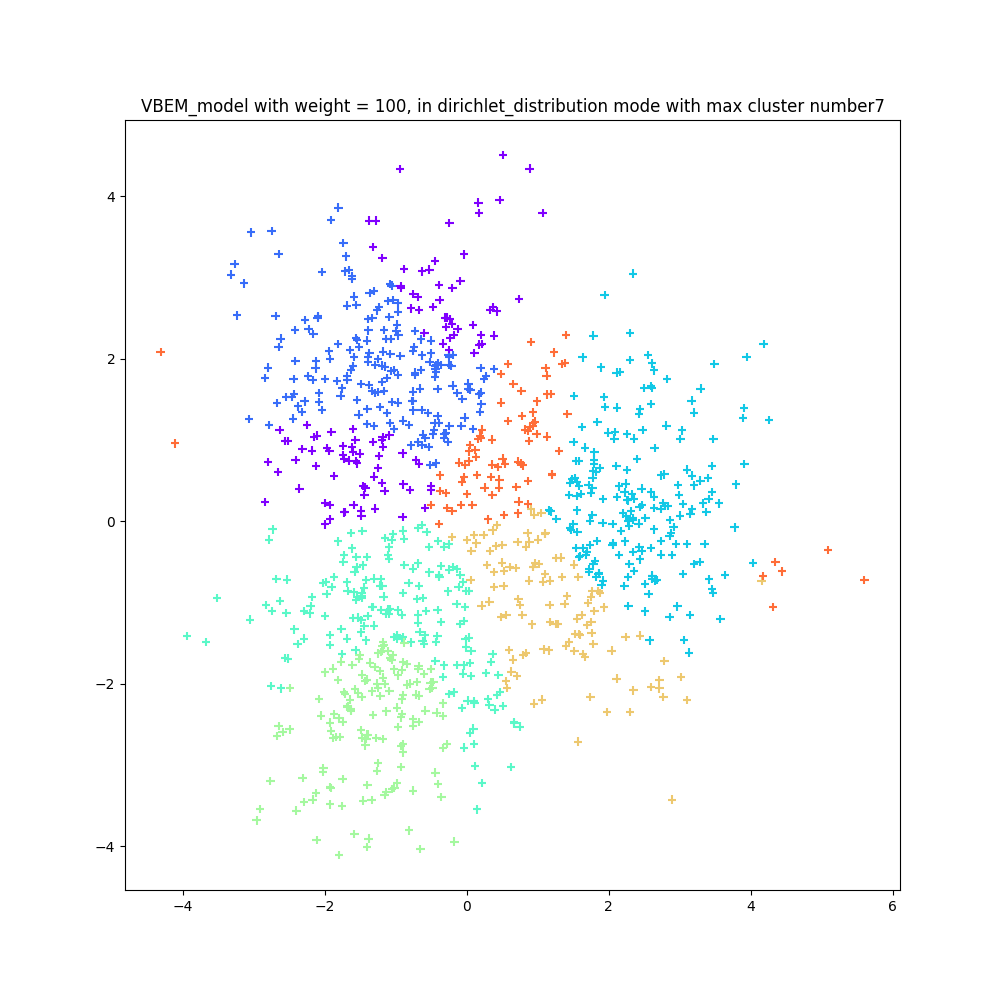 VBEM_model with weight = 100, in dirichlet_distribution mode with max cluster number7
4
2
0
−2
−4
−4 −2 0 2 4 6